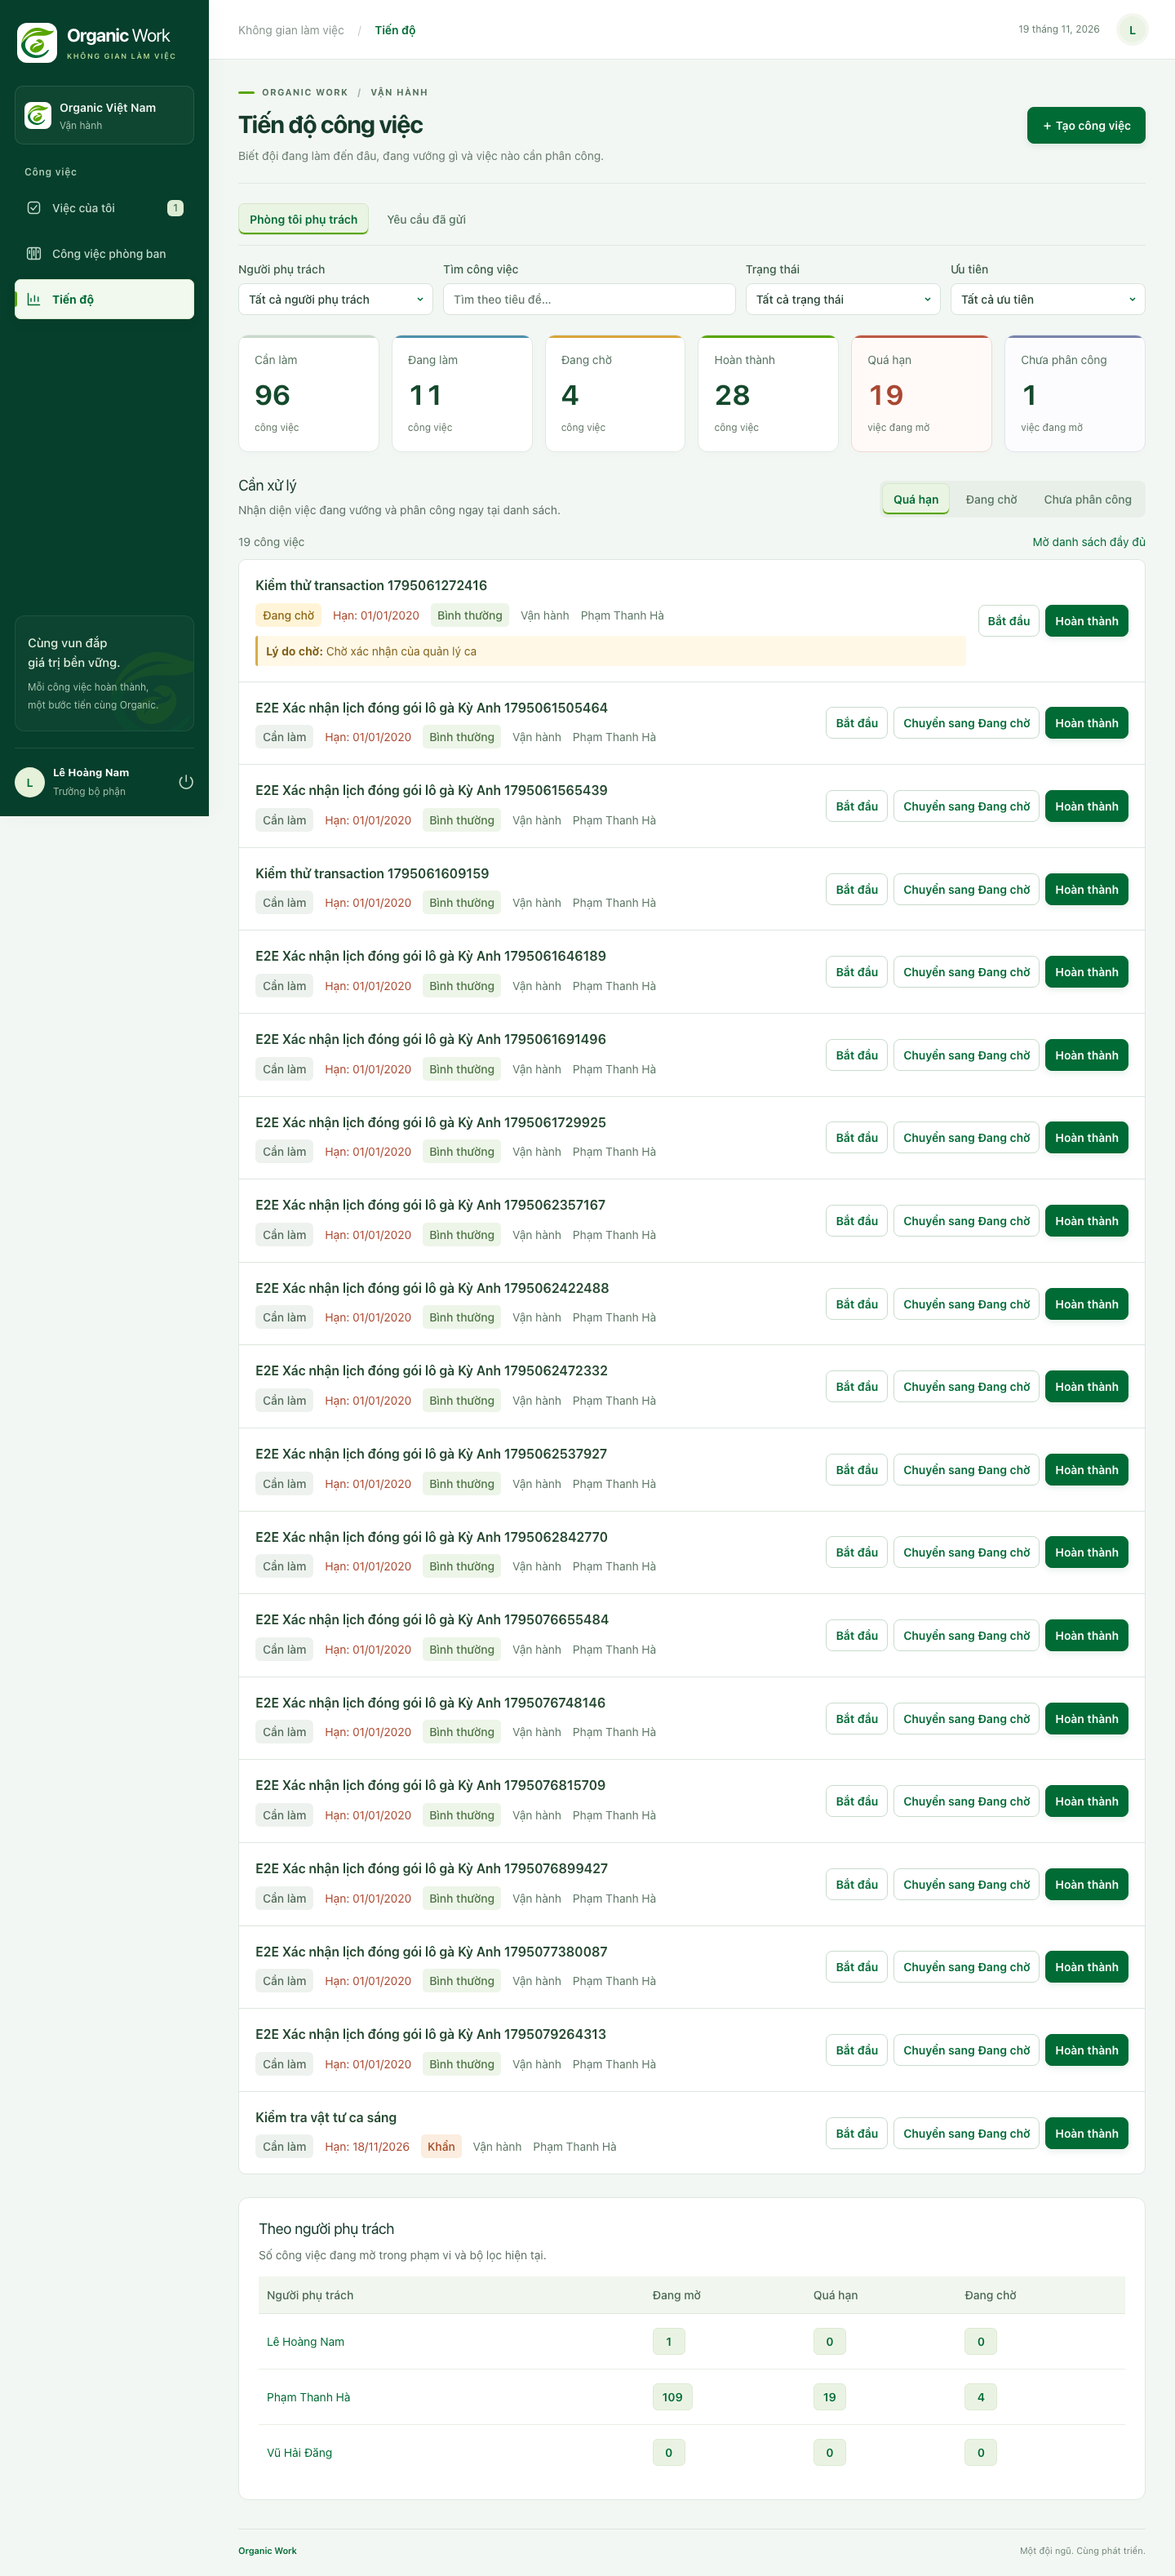 Organic Work
KHÔNG GIAN LÀM VIỆC
Organic Việt Nam
Vận hành
Công việc
Việc của tôi 1
Công việc phòng ban
Tiến độ
Cùng vun đắp
giá trị bền vững.
Mỗi công việc hoàn thành,
một bước tiến cùng Organic.
L
Lê Hoàng Nam
Trưởng bộ phận
Không gian làm việc / Tiến độ
19 tháng 11, 2026 L
ORGANIC WORK / VẬN HÀNH
Tiến độ công việc
Biết đội đang làm đến đâu, đang vướng gì và việc nào cần phân công.
+ Tạo công việc
Phòng tôi phụ trách Yêu cầu đã gửi
Người phụ trách Tìm công việc Trạng thái Ưu tiên
Tất cả người phụ trách Tìm theo tiêu đề... Tất cả trạng thái Tất cả ưu tiên
Cần làm Đang làm Đang chờ Hoàn thành Quá hạn Chưa phân công
96 11 4 28 19 1
công việc công việc công việc công việc việc đang mở việc đang mở
Cần xử lý
Nhận diện việc đang vướng và phân công ngay tại danh sách.
Quá hạn Đang chờ Chưa phân công
19 công việc Mở danh sách đầy đủ
Kiểm thử transaction 1795061272416
Đang chờ Hạn: 01/01/2020 Bình thường Vận hành Phạm Thanh Hà
Lý do chờ: Chờ xác nhận của quản lý ca
Bắt đầu Hoàn thành
E2E Xác nhận lịch đóng gói lô gà Kỳ Anh 1795061505464
Cần làm Hạn: 01/01/2020 Bình thường Vận hành Phạm Thanh Hà
Bắt đầu Chuyển sang Đang chờ Hoàn thành
E2E Xác nhận lịch đóng gói lô gà Kỳ Anh 1795061565439
Cần làm Hạn: 01/01/2020 Bình thường Vận hành Phạm Thanh Hà
Bắt đầu Chuyển sang Đang chờ Hoàn thành
Kiểm thử transaction 1795061609159
Cần làm Hạn: 01/01/2020 Bình thường Vận hành Phạm Thanh Hà
Bắt đầu Chuyển sang Đang chờ Hoàn thành
E2E Xác nhận lịch đóng gói lô gà Kỳ Anh 1795061646189
Cần làm Hạn: 01/01/2020 Bình thường Vận hành Phạm Thanh Hà
Bắt đầu Chuyển sang Đang chờ Hoàn thành
E2E Xác nhận lịch đóng gói lô gà Kỳ Anh 1795061691496
Cần làm Hạn: 01/01/2020 Bình thường Vận hành Phạm Thanh Hà
Bắt đầu Chuyển sang Đang chờ Hoàn thành
E2E Xác nhận lịch đóng gói lô gà Kỳ Anh 1795061729925
Cần làm Hạn: 01/01/2020 Bình thường Vận hành Phạm Thanh Hà
Bắt đầu Chuyển sang Đang chờ Hoàn thành
E2E Xác nhận lịch đóng gói lô gà Kỳ Anh 1795062357167
Cần làm Hạn: 01/01/2020 Bình thường Vận hành Phạm Thanh Hà
Bắt đầu Chuyển sang Đang chờ Hoàn thành
E2E Xác nhận lịch đóng gói lô gà Kỳ Anh 1795062422488
Cần làm Hạn: 01/01/2020 Bình thường Vận hành Phạm Thanh Hà
Bắt đầu Chuyển sang Đang chờ Hoàn thành
E2E Xác nhận lịch đóng gói lô gà Kỳ Anh 1795062472332
Cần làm Hạn: 01/01/2020 Bình thường Vận hành Phạm Thanh Hà
Bắt đầu Chuyển sang Đang chờ Hoàn thành
E2E Xác nhận lịch đóng gói lô gà Kỳ Anh 1795062537927
Cần làm Hạn: 01/01/2020 Bình thường Vận hành Phạm Thanh Hà
Bắt đầu Chuyển sang Đang chờ Hoàn thành
E2E Xác nhận lịch đóng gói lô gà Kỳ Anh 1795062842770
Cần làm Hạn: 01/01/2020 Bình thường Vận hành Phạm Thanh Hà
Bắt đầu Chuyển sang Đang chờ Hoàn thành
E2E Xác nhận lịch đóng gói lô gà Kỳ Anh 1795076655484
Cần làm Hạn: 01/01/2020 Bình thường Vận hành Phạm Thanh Hà
Bắt đầu Chuyển sang Đang chờ Hoàn thành
E2E Xác nhận lịch đóng gói lô gà Kỳ Anh 1795076748146
Cần làm Hạn: 01/01/2020 Bình thường Vận hành Phạm Thanh Hà
Bắt đầu Chuyển sang Đang chờ Hoàn thành
E2E Xác nhận lịch đóng gói lô gà Kỳ Anh 1795076815709
Cần làm Hạn: 01/01/2020 Bình thường Vận hành Phạm Thanh Hà
Bắt đầu Chuyển sang Đang chờ Hoàn thành
E2E Xác nhận lịch đóng gói lô gà Kỳ Anh 1795076899427
Cần làm Hạn: 01/01/2020 Bình thường Vận hành Phạm Thanh Hà
Bắt đầu Chuyển sang Đang chờ Hoàn thành
E2E Xác nhận lịch đóng gói lô gà Kỳ Anh 1795077380087
Cần làm Hạn: 01/01/2020 Bình thường Vận hành Phạm Thanh Hà
Bắt đầu Chuyển sang Đang chờ Hoàn thành
E2E Xác nhận lịch đóng gói lô gà Kỳ Anh 1795079264313
Cần làm Hạn: 01/01/2020 Bình thường Vận hành Phạm Thanh Hà
Bắt đầu Chuyển sang Đang chờ Hoàn thành
Kiểm tra vật tư ca sáng
Cần làm Hạn: 18/11/2026 Khẩn Vận hành Phạm Thanh Hà
Bắt đầu Chuyển sang Đang chờ Hoàn thành
Theo người phụ trách
Số công việc đang mở trong phạm vi và bộ lọc hiện tại.
Người phụ trách Đang mở Quá hạn Đang chờ
Lê Hoàng Nam 1 0 0
Phạm Thanh Hà 109 19 4
Vũ Hải Đăng 0 0 0
Organic Work Một đội ngũ. Cùng phát triển.